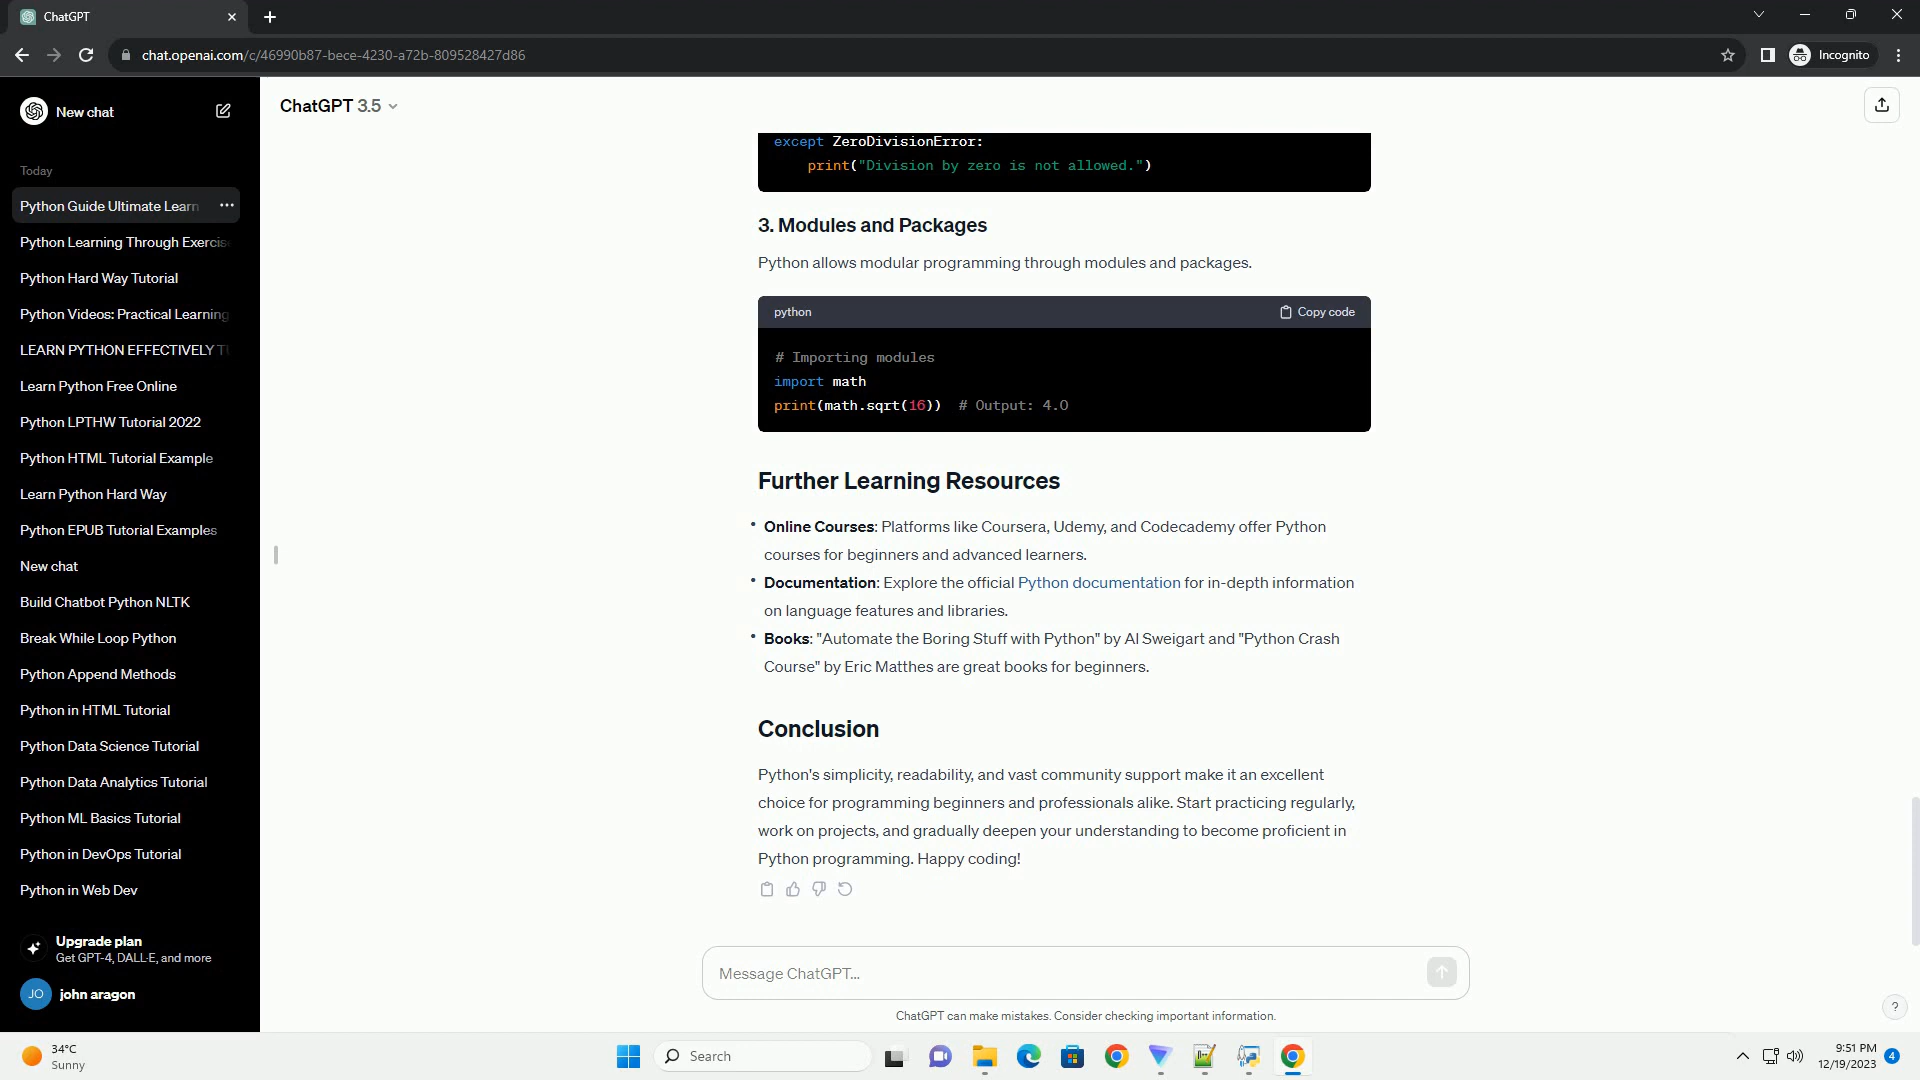 ChatGPT
chat.openai.com/c/46990b87-bece-4230-a72b-809528427d86
Incognito
New chat
Today
Python Guide Ultimate Learn
Python Learning Through Exercise
Python Hard Way Tutorial
Python Videos: Practical Learning
LEARN PYTHON EFFECTIVELY T
Learn Python Free Online
Python LPTHW Tutorial 2022
Python HTML Tutorial Example
Learn Python Hard Way
Python EPUB Tutorial Examples
New chat
Build Chatbot Python NLTK
Break While Loop Python
Python Append Methods
Python in HTML Tutorial
Python Data Science Tutorial
Python Data Analytics Tutorial
Python ML Basics Tutorial
Python in DevOps Tutorial
Python in Web Dev
Upgrade plan
Get GPT-4, DALL·E, and more
JO john aragon
ChatGPT 3.5
except ZeroDivisionError:
print("Division by zero is not allowed.")
3. Modules and Packages
Python allows modular programming through modules and packages.
python Copy code
# Importing modules
import math
print(math.sqrt(16)) # Output: 4.0
Further Learning Resources
• Online Courses: Platforms like Coursera, Udemy, and Codecademy offer Python
courses for beginners and advanced learners.
• Documentation: Explore the official Python documentation for in-depth information
on language features and libraries.
• Books: "Automate the Boring Stuff with Python" by Al Sweigart and "Python Crash
Course" by Eric Matthes are great books for beginners.
Conclusion
Python's simplicity, readability, and vast community support make it an excellent
choice for programming beginners and professionals alike. Start practicing regularly,
work on projects, and gradually deepen your understanding to become proficient in
Python programming. Happy coding!
Message ChatGPT...
ChatGPT can make mistakes. Consider checking important information.
?
34°C
Sunny
Search
9:51 PM
12/19/2023
4